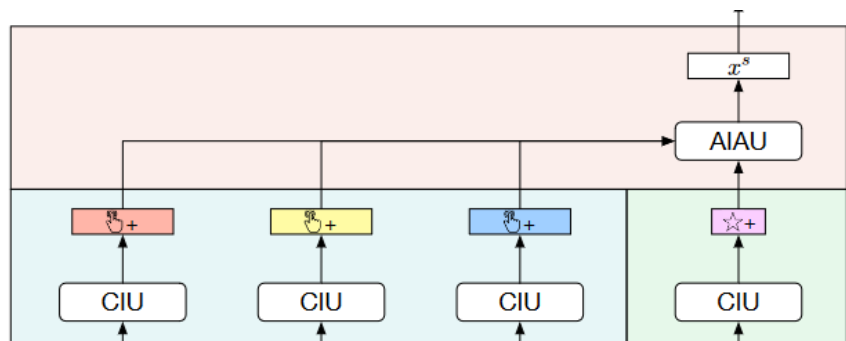 x^s
AIAU
+ + + +
CIU CIU CIU CIU